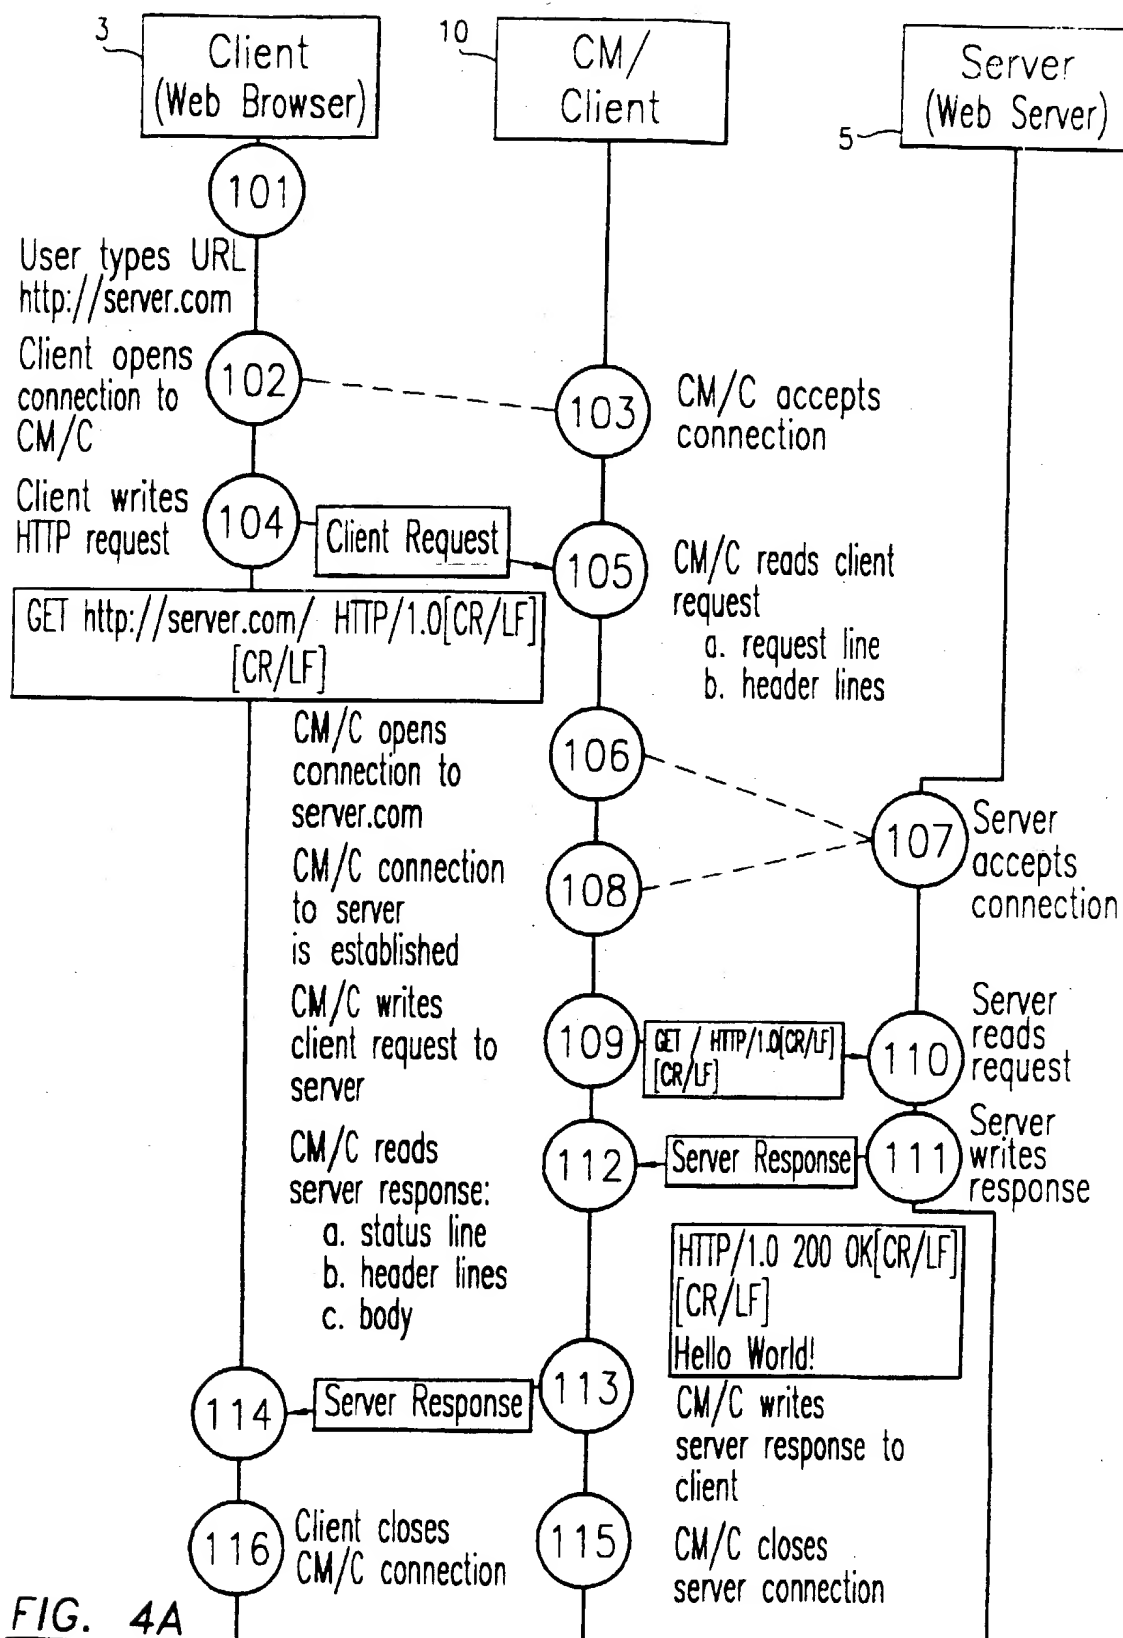 3
Client
(Web Browser)
10
CM/
Client
Server
(Web Server)
5
101
User types URL
http://server.com
Client opens
connection to
CM/C
102
103
CM/C accepts
connection
Client writes
HTTP request
104
Client Request
105
CM/C reads client
request
a. request line
b. header lines
GET http://server.com/ HTTP/1.0[CR/LF]
[CR/LF]
CM/C opens
connection to
server.com
106
107
Server
accepts
connection
CM/C connection
to server
is established
108
CM/C writes
client request to
server
109
GET / HTTP/1.0[CR/LF]
[CR/LF]
110
Server
reads
request
CM/C reads
server response:
a. status line
b. header lines
c. body
112
Server Response
111
Server
writes
response
HTTP/1.0 200 OK[CR/LF]
[CR/LF]
Hello World!
114
Server Response
113
CM/C writes
server response to
client
116
Client closes
CM/C connection
115
CM/C closes
server connection
FIG. 4A